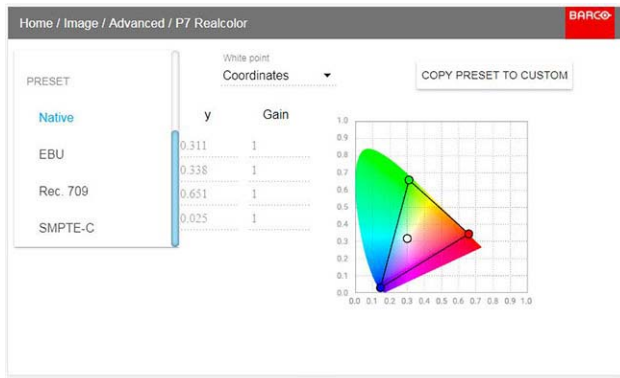 Home / Image / Advanced / P7 Realcolor
BARCO
PRESET
Native
EBU
Rec. 709
SMPTE-C
White point
Coordinates
COPY PRESET TO CUSTOM
y Gain
0.311 1
0.338 1
0.651 1
0.025 1
1.0
0.9
0.8
0.7
0.6
0.5
0.4
0.3
0.2
0.1
0.0
0.0 0.1 0.2 0.3 0.4 0.5 0.6 0.7 0.8 0.9 1.0